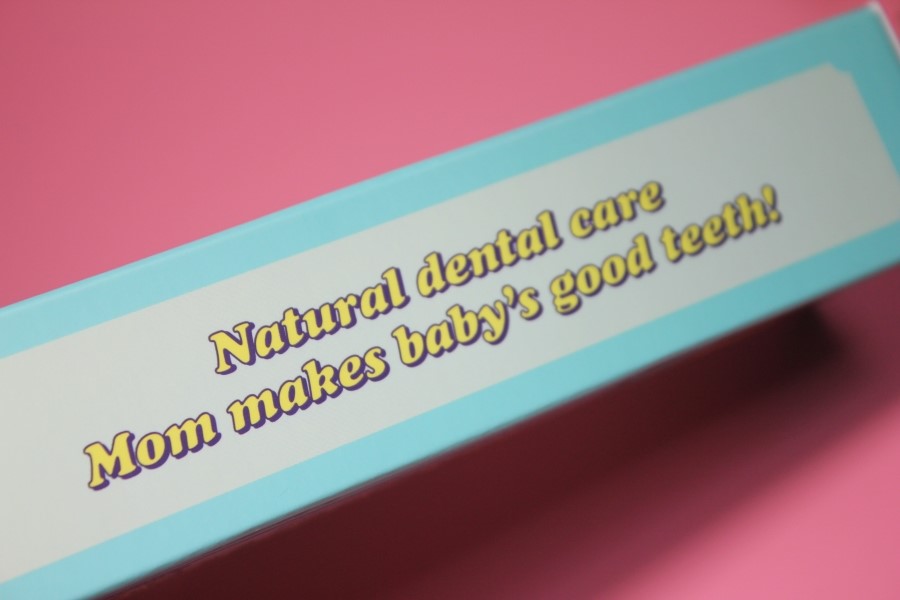 Natural dental care
Mom makes baby's good teeth!